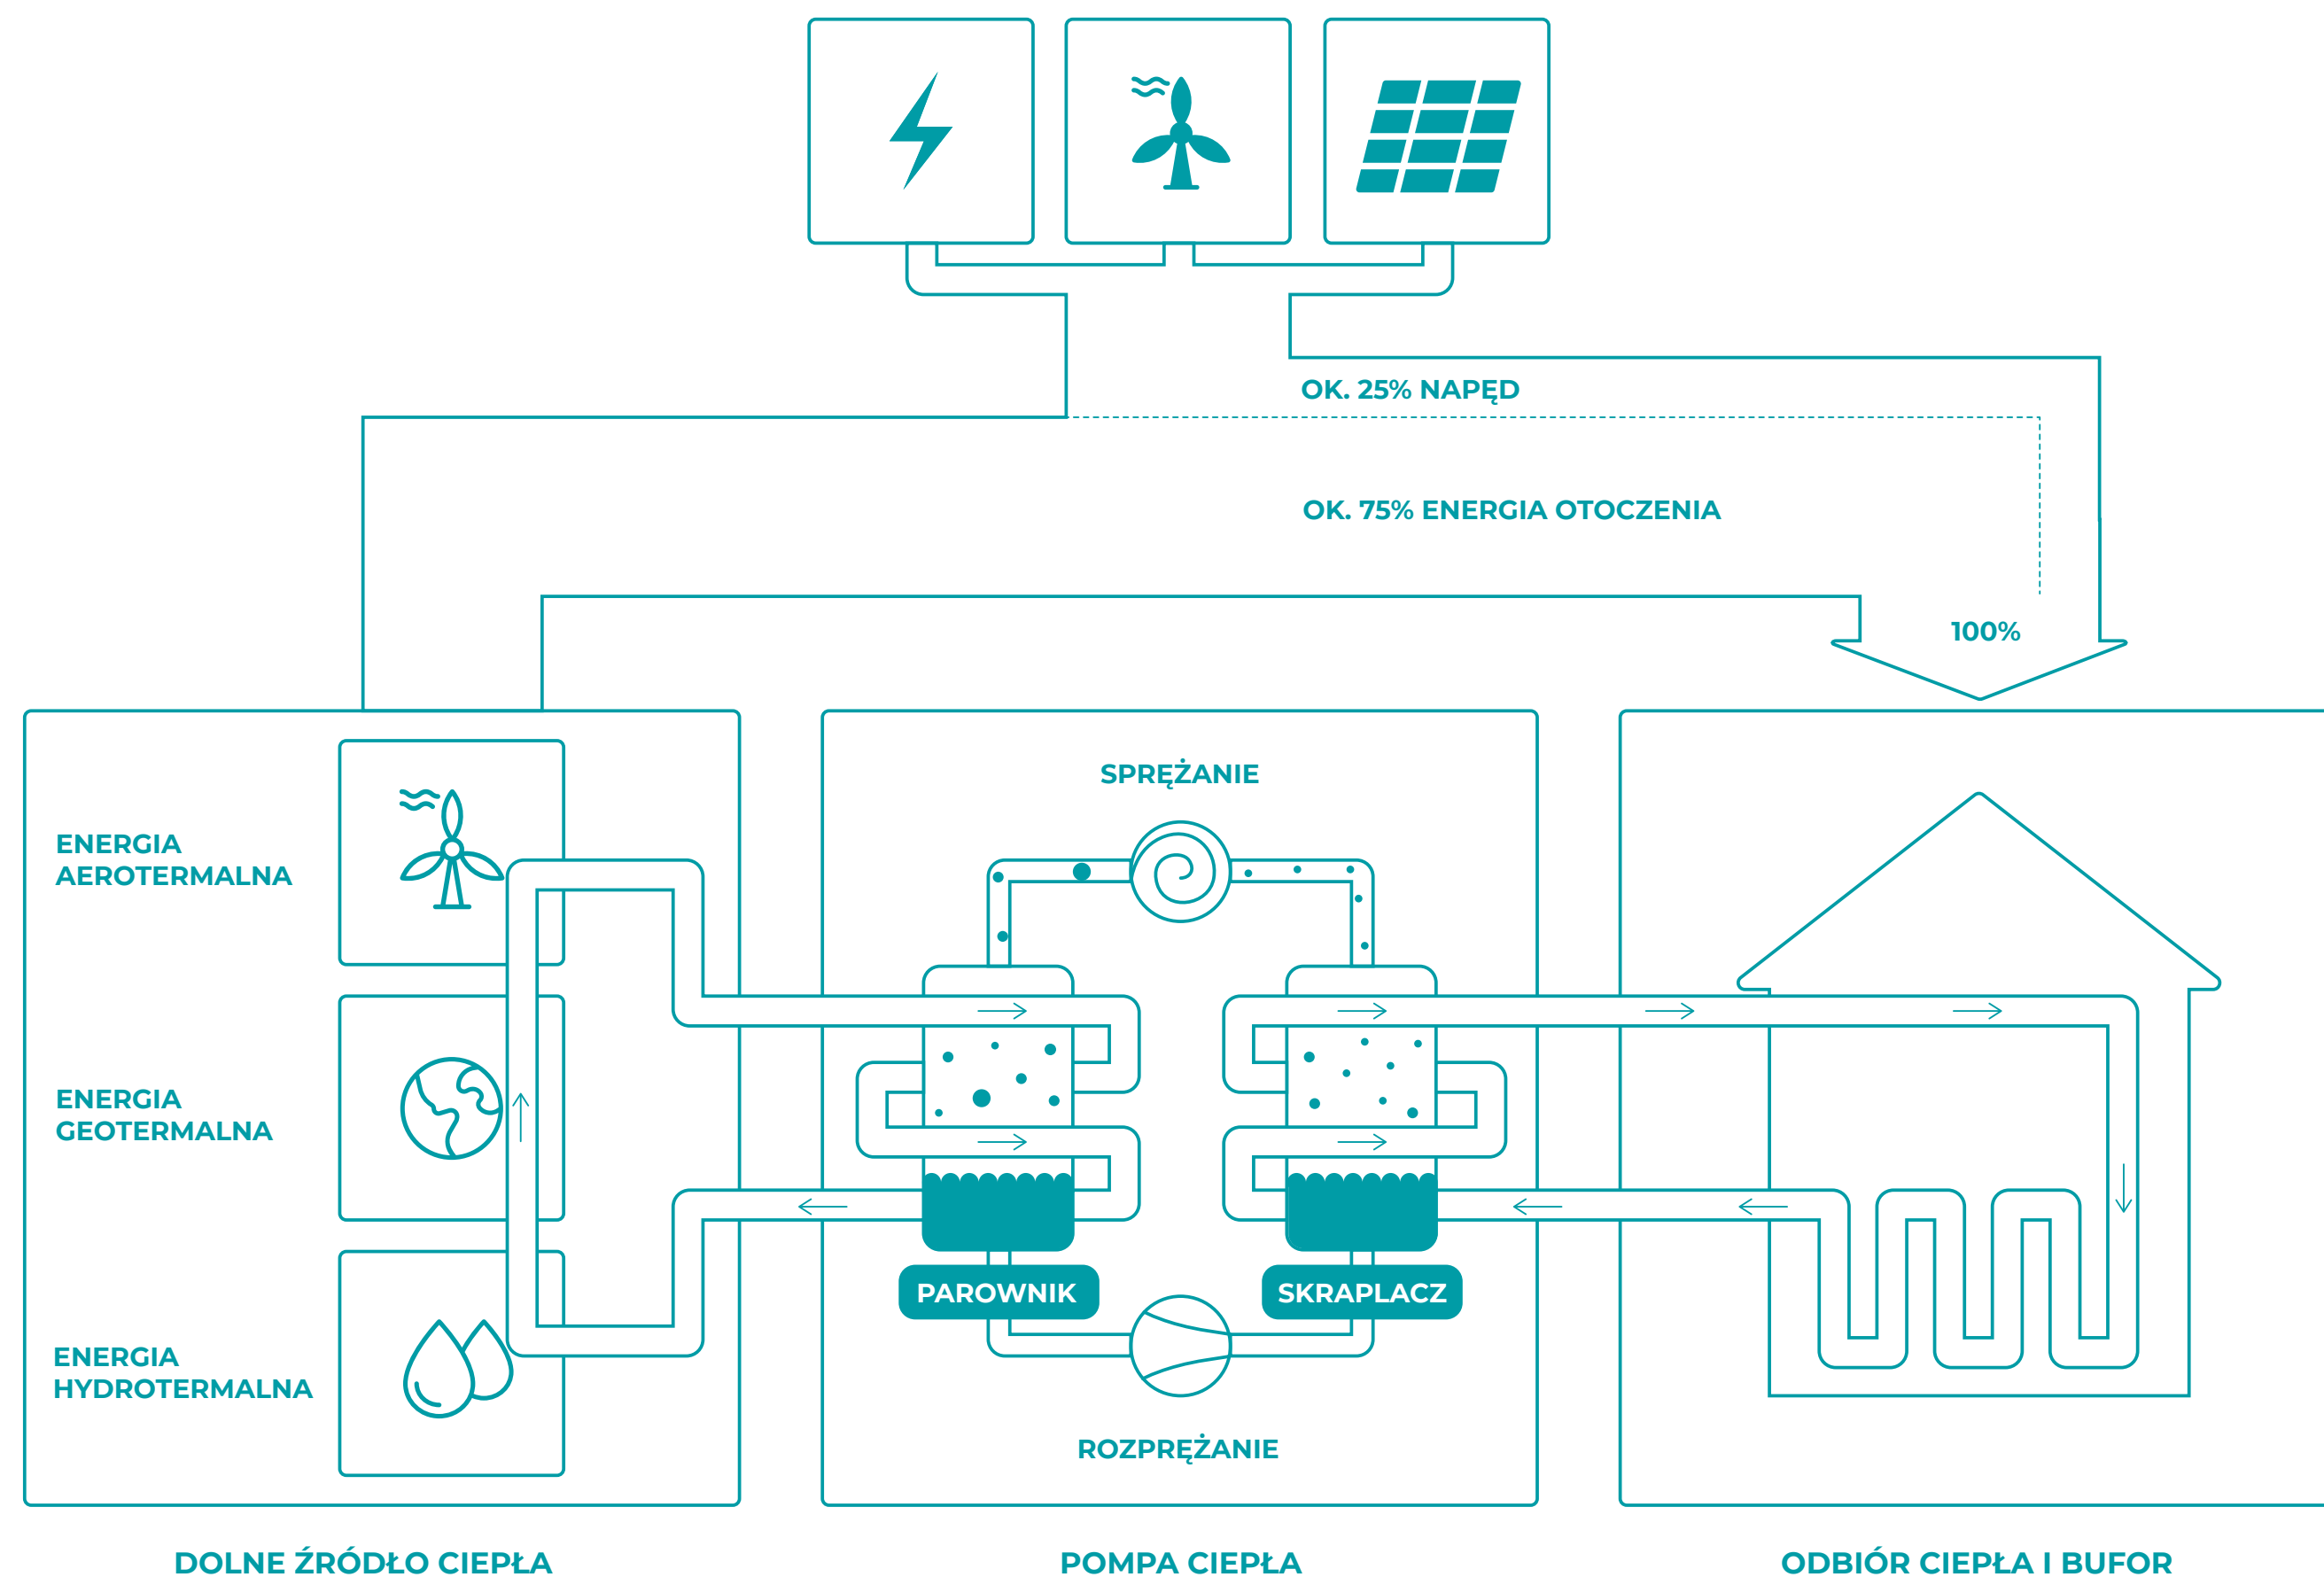 OK. 25% NAPĘD
OK. 75% ENERGIA OTOCZENIA
100%
ENERGIA
AEROTERMALNA
ENERGIA
GEOTERMALNA
ENERGIA
HYDROTERMALNA
SPRĘŻANIE
PAROWNIK
SKRAPLACZ
ROZPRĘŻANIE
DOLNE ŹRÓDŁO CIEPŁA
POMPA CIEPŁA
ODBIÓR CIEPŁA I BUFOR